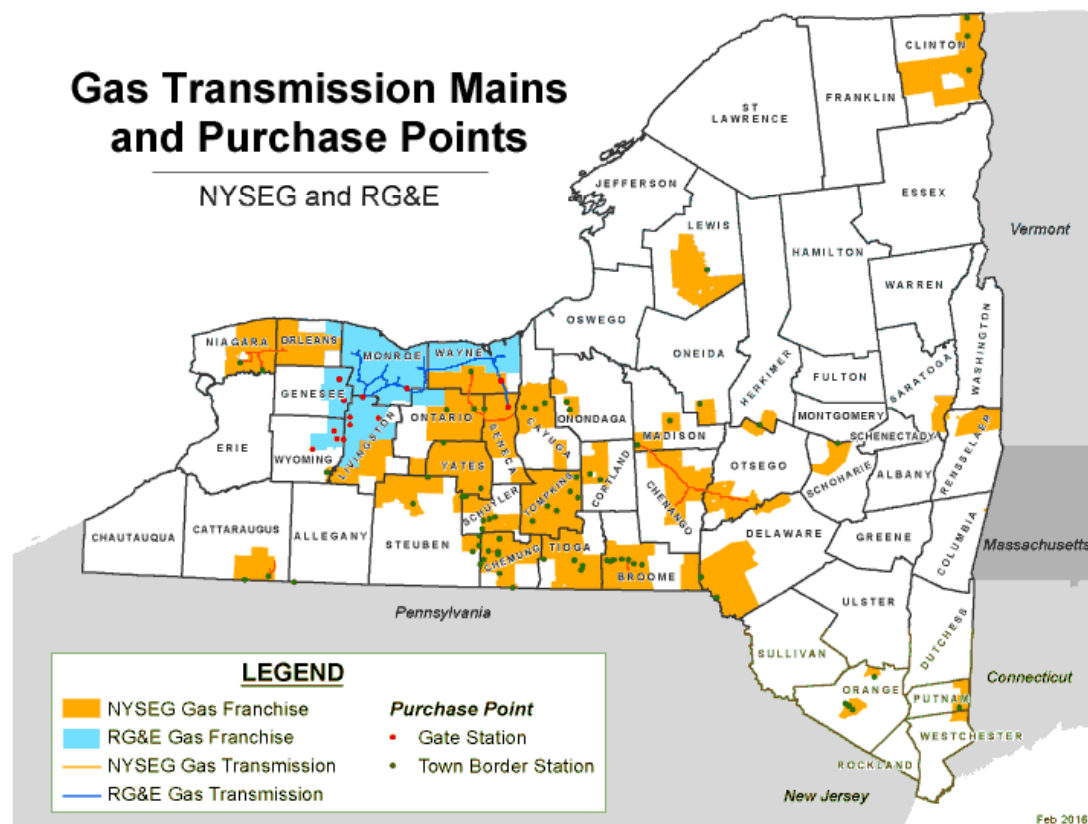 Gas Transmission Mains
and Purchase Points
NYSEG and RG&E
CLINTON
FRANKLIN
ST
LAWRENCE
JEFFERSON
ESSEX
LEWIS
HAMILTON
Vermont
WARREN
WASHINGTON
OSWEGO
ONEIDA
HERKIMER
SARATOGA
FULTON
NIAGARA
ORLEANS
MONROE
WAYNE
GENESEE
ONTARIO
ONONDAGA
MONTGOMERY
SCHENECTADY
MADISON
CAYUGA
SENECA
LIVINGSTON
ERIE
WYOMING
YATES
OTSEGO
RENSSELAER
SCHOHARIE
ALBANY
CORTLAND
TOMPKINS
SCHUYLER
CHENANGO
CHAUTAUQUA
CATTARAUGUS
ALLEGANY
STEUBEN
CHEMUNG
TIOGA
BROOME
DELAWARE
GREENE
COLUMBIA
Massachusetts
Pennsylvania
ULSTER
DUTCHESS
SULLIVAN
Connecticut
ORANGE
PUTNAM
WESTCHESTER
ROCKLAND
New Jersey
LEGEND
NYSEG Gas Franchise
RG&E Gas Franchise
NYSEG Gas Transmission
RG&E Gas Transmission
Purchase Point
Gate Station
Town Border Station
Feb 2016